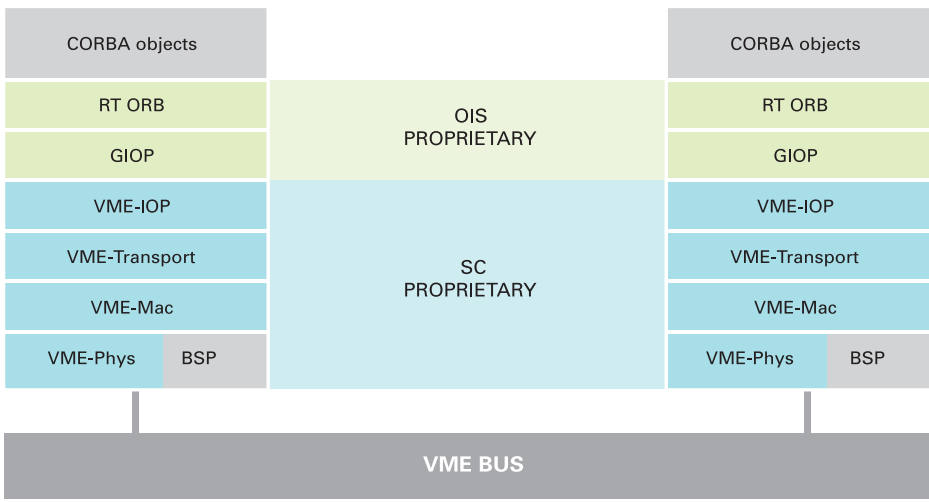 CORBA objects
CORBA objects
RT ORB
OIS
PROPRIETARY
RT ORB
GIOP
GIOP
VME-IOP
VME-IOP
VME-Transport
SC
PROPRIETARY
VME-Transport
VME-Mac
VME-Mac
VME-Phys
BSP
VME-Phys
BSP
VME BUS